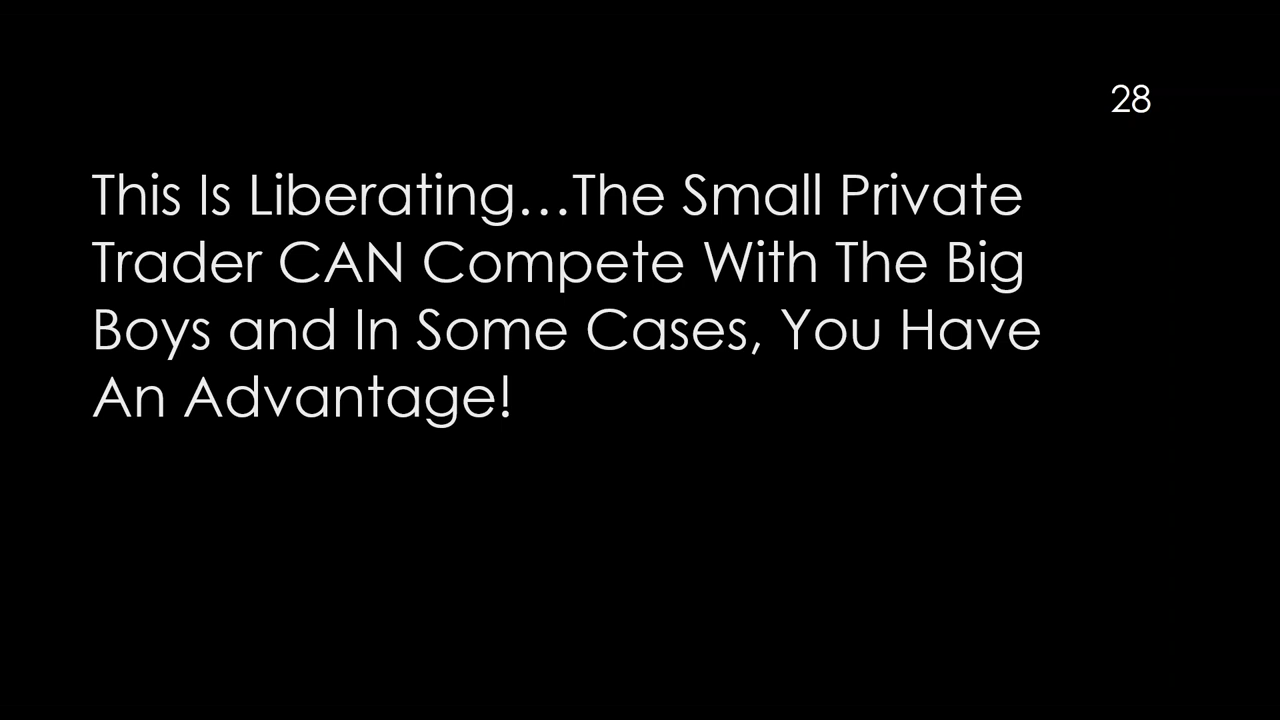 28
This Is Liberating…The Small Private
Trader CAN Compete With The Big
Boys and In Some Cases, You Have
An Advantage!